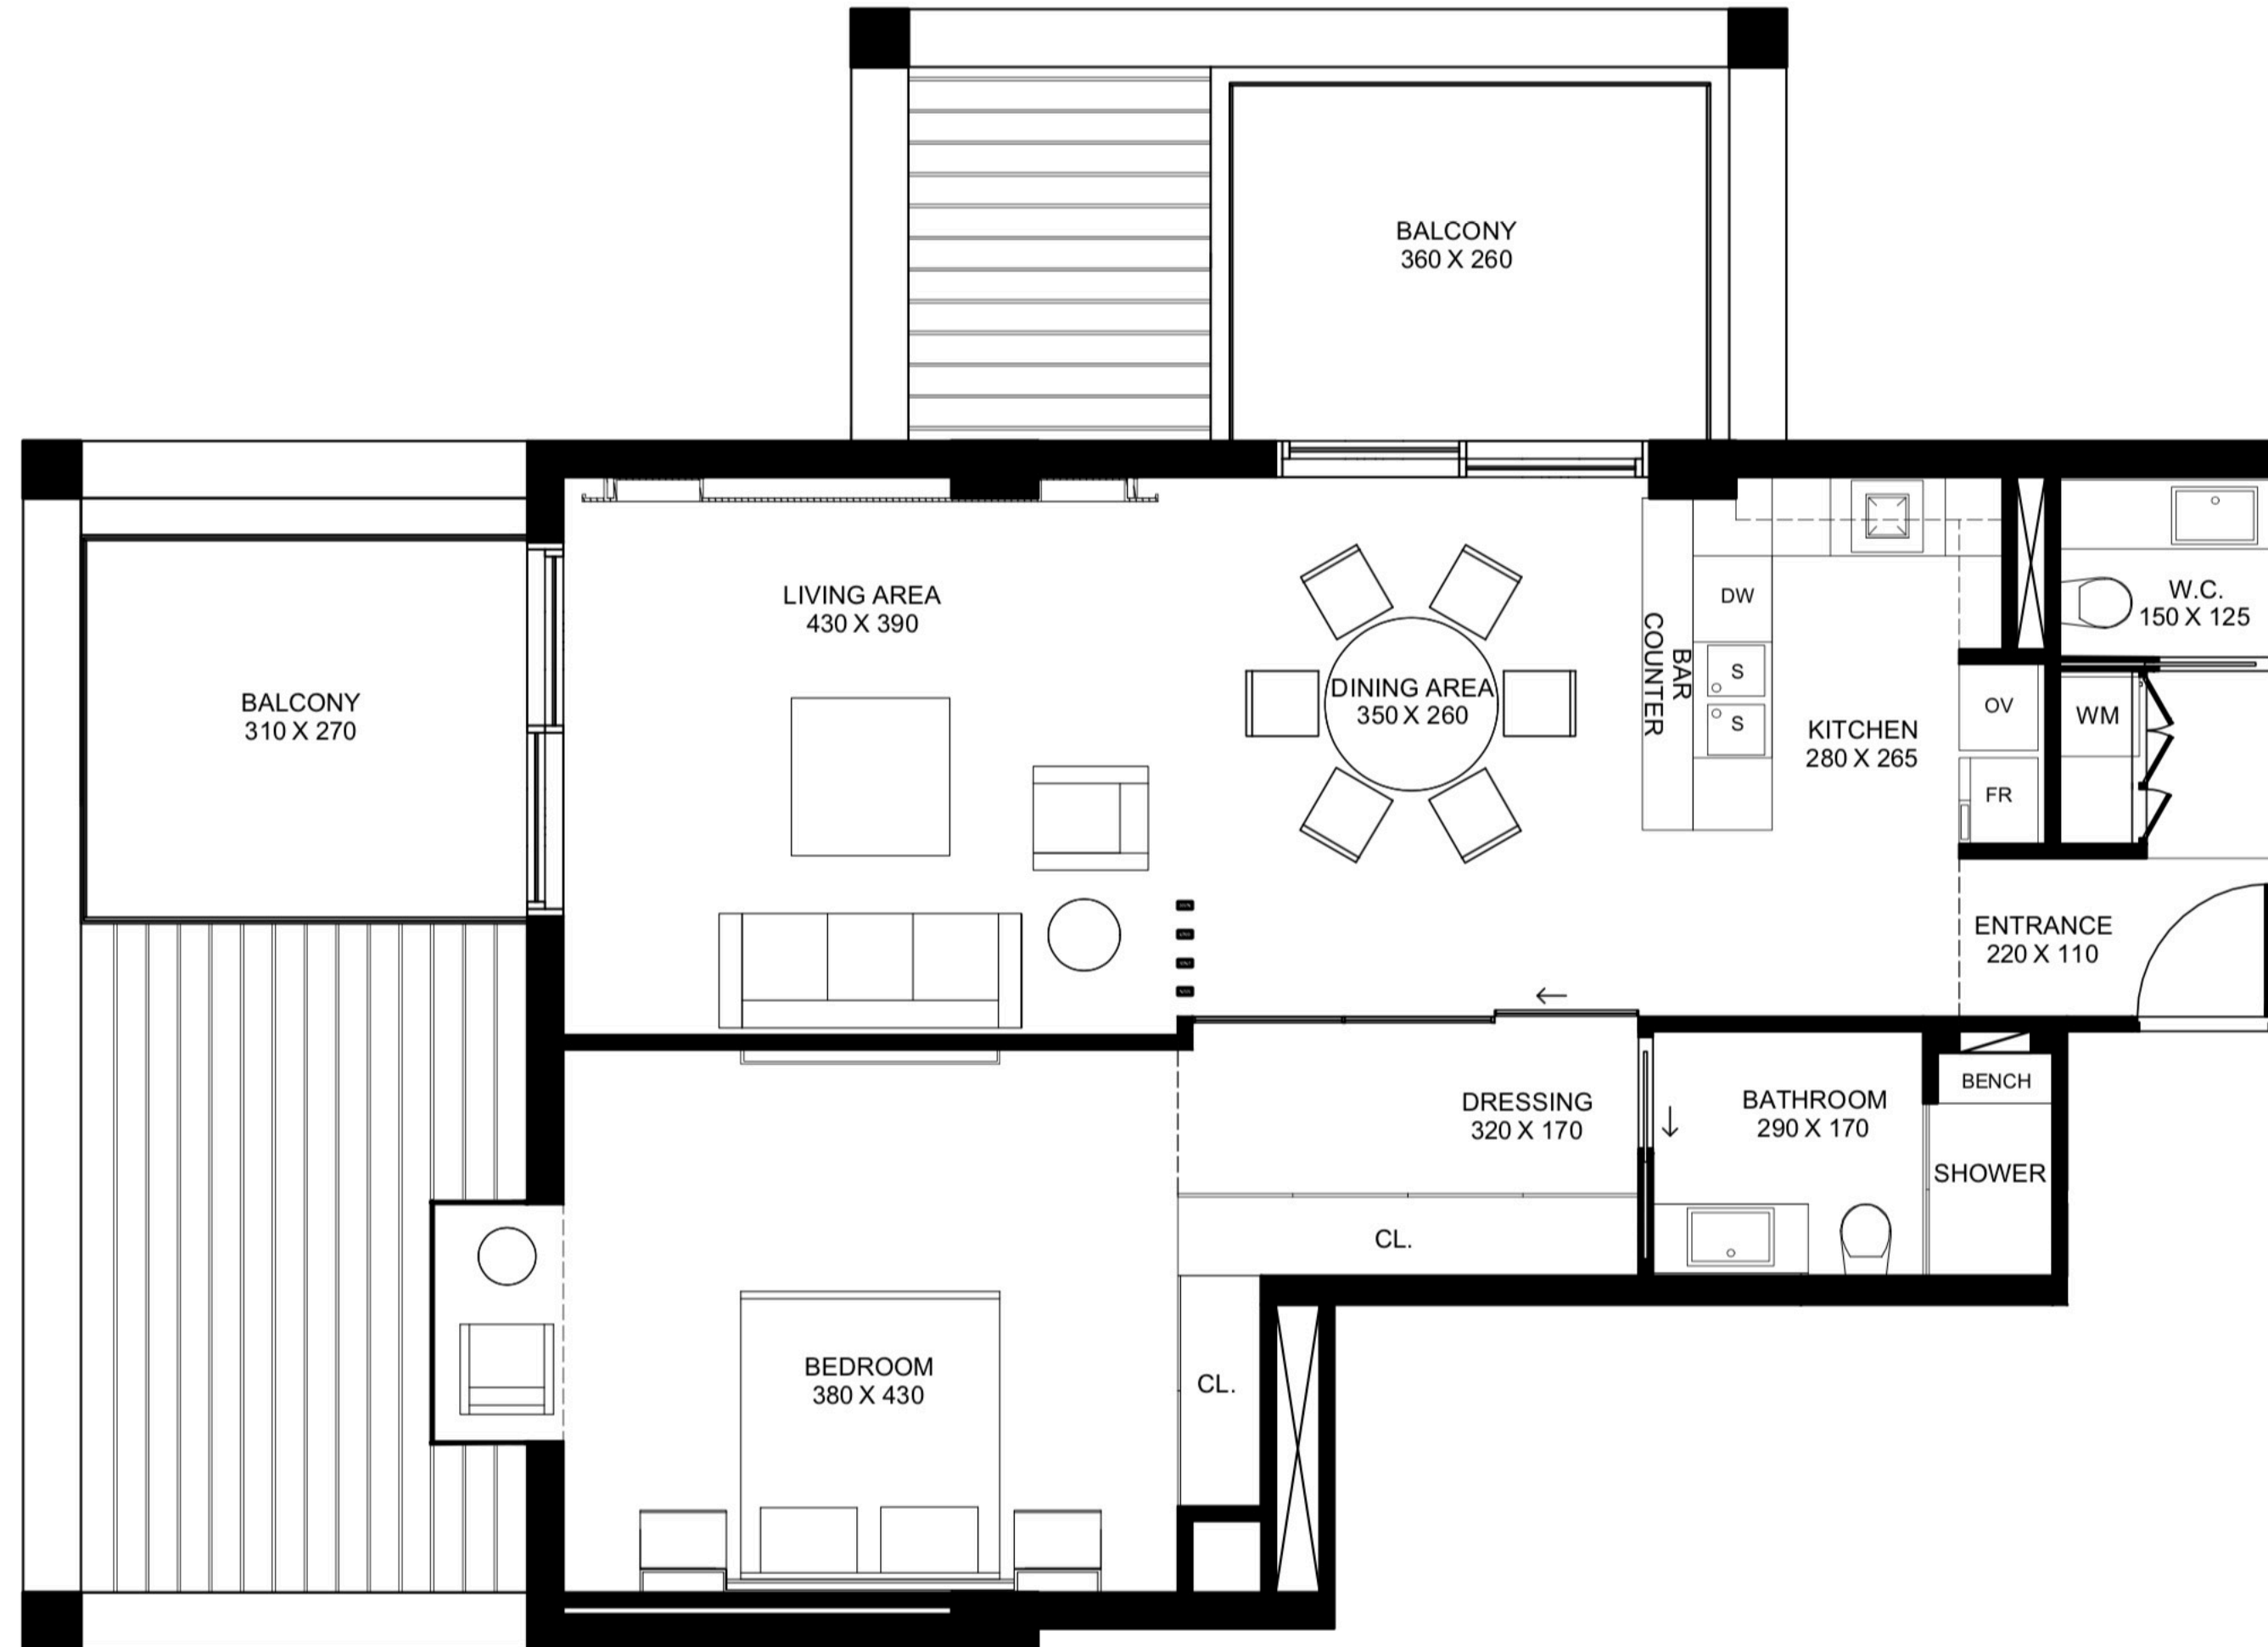 BALCONY
360 X 260
LIVING AREA
430 X 390
DW
W.C.
150 X 125
BAR
COUNTER
S
S
DINING AREA
350 X 260
BALCONY
310 X 270
KITCHEN
280 X 265
OV
WM
FR
ENTRANCE
220 X 110
DRESSING
320 X 170
BATHROOM
290 X 170
BENCH
SHOWER
CL.
BEDROOM
380 X 430
CL.